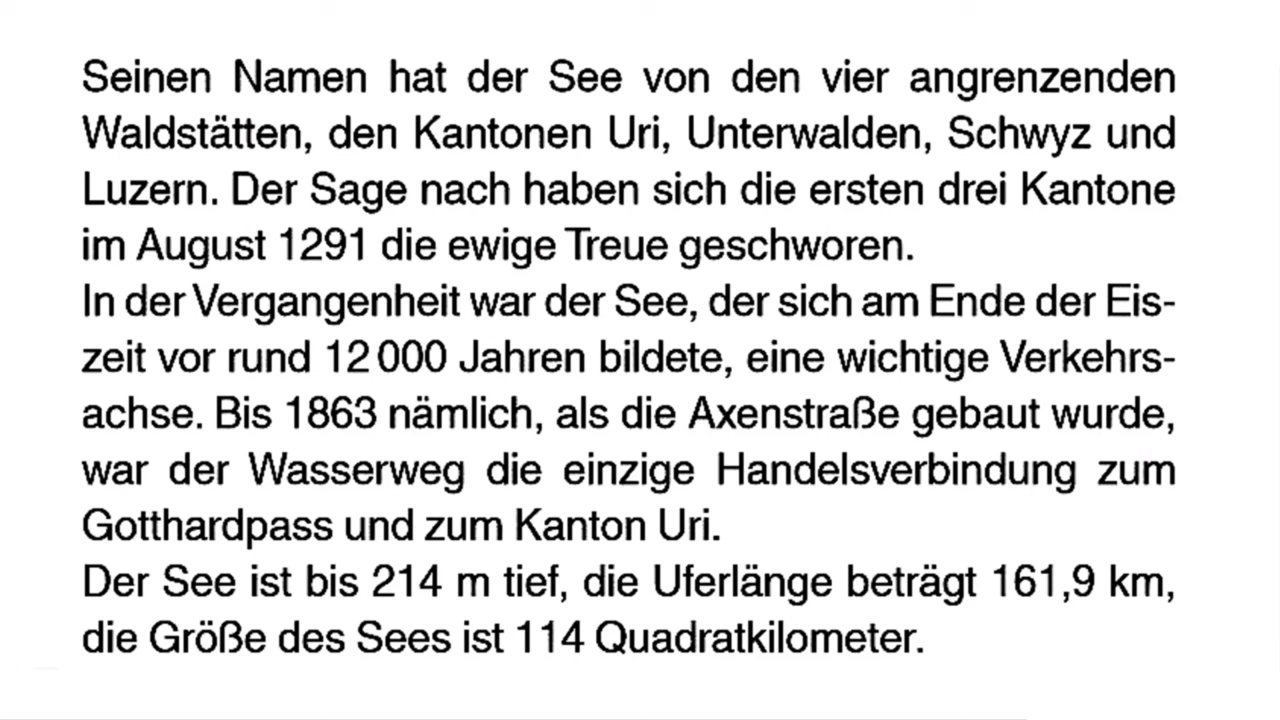 Seinen Namen hat der See von den vier angrenzenden
Waldstätten, den Kantonen Uri, Unterwalden, Schwyz und
Luzern. Der Sage nach haben sich die ersten drei Kantone
im August 1291 die ewige Treue geschworen.
In der Vergangenheit war der See, der sich am Ende der Eis-
zeit vor rund 12 000 Jahren bildete, eine wichtige Verkehrs-
achse. Bis 1863 nämlich, als die Axenstraße gebaut wurde,
war der Wasserweg die einzige Handelsverbindung zum
Gotthardpass und zum Kanton Uri.
Der See ist bis 214 m tief, die Uferlänge beträgt 161,9 km,
die Größe des Sees ist 114 Quadratkilometer.